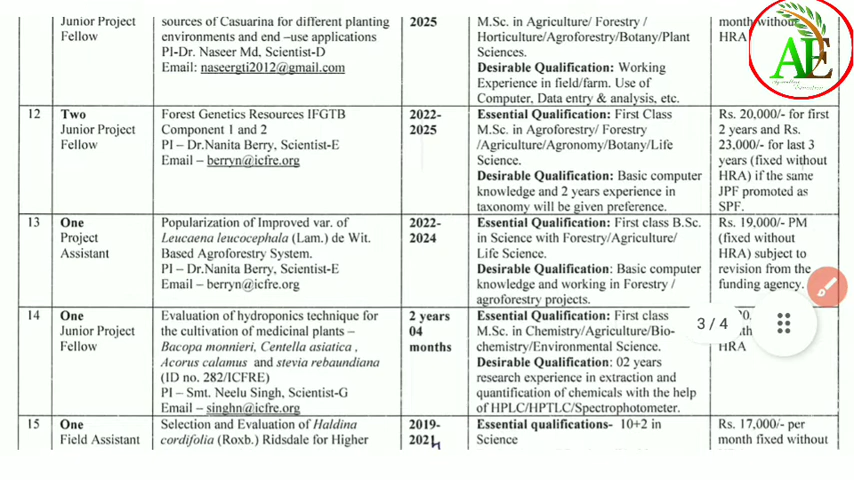 Junior Project
Fellow
sources of Casuarina for different planting
environments and end –use applications
PI-Dr. Naseer Md, Scientist-D
Email: naseergti2012@gmail.com
2025
M.Sc. in Agriculture/ Forestry /
Horticulture/Agroforestry/Botany/Plant
Sciences.
Desirable Qualification: Working
Experience in field/farm. Use of
Computer, Data entry & analysis, etc.
month without
HRA
AE
12
Two
Junior Project
Fellow
Forest Genetics Resources IFGTB
Component 1 and 2
PI – Dr.Nanita Berry, Scientist-E
Email – berryn@icfre.org
2022-
2025
Essential Qualification: First Class
M.Sc. in Agroforestry/ Forestry
/Agriculture/Agronomy/Botany/Life
Science.
Desirable Qualification: Basic computer
knowledge and 2 years experience in
taxonomy will be given preference.
Rs. 20,000/- for first
2 years and Rs.
23,000/- for last 3
years (fixed without
HRA) if the same
JPF promoted as
SPF.
13
One
Project
Assistant
Popularization of Improved var. of
Leucaena leucocephala (Lam.) de Wit.
Based Agroforestry System.
PI – Dr.Nanita Berry, Scientist-E
Email – berryn@icfre.org
2022-
2024
Essential Qualification: First class B.Sc.
in Science with Forestry/Agriculture/
Life Science.
Desirable Qualification: Basic computer
knowledge and working in Forestry /
agroforestry projects.
Rs. 19,000/- PM
(fixed without
HRA) subject to
revision from the
funding agency.
14
One
Junior Project
Fellow
Evaluation of hydroponics technique for
the cultivation of medicinal plants –
Bacopa monnieri, Centella asiatica ,
Acorus calamus and stevia rebaundiana
(ID no. 282/ICFRE)
PI – Smt. Neelu Singh, Scientist-G
Email – singhn@icfre.org
2 years
04
months
Essential Qualification: First class
M.Sc. in Chemistry/Agriculture/Bio-
chemistry/Environmental Science.
Desirable Qualification: 02 years
research experience in extraction and
quantification of chemicals with the help
of HPLC/HPTLC/Spectrophotometer.
HRA
3 / 4
15
One
Field Assistant
Selection and Evaluation of Haldina
cordifolia (Roxb.) Ridsdale for Higher
2019-
2024
Essential qualifications- 10+2 in
Science
Rs. 17,000/- per
month fixed without